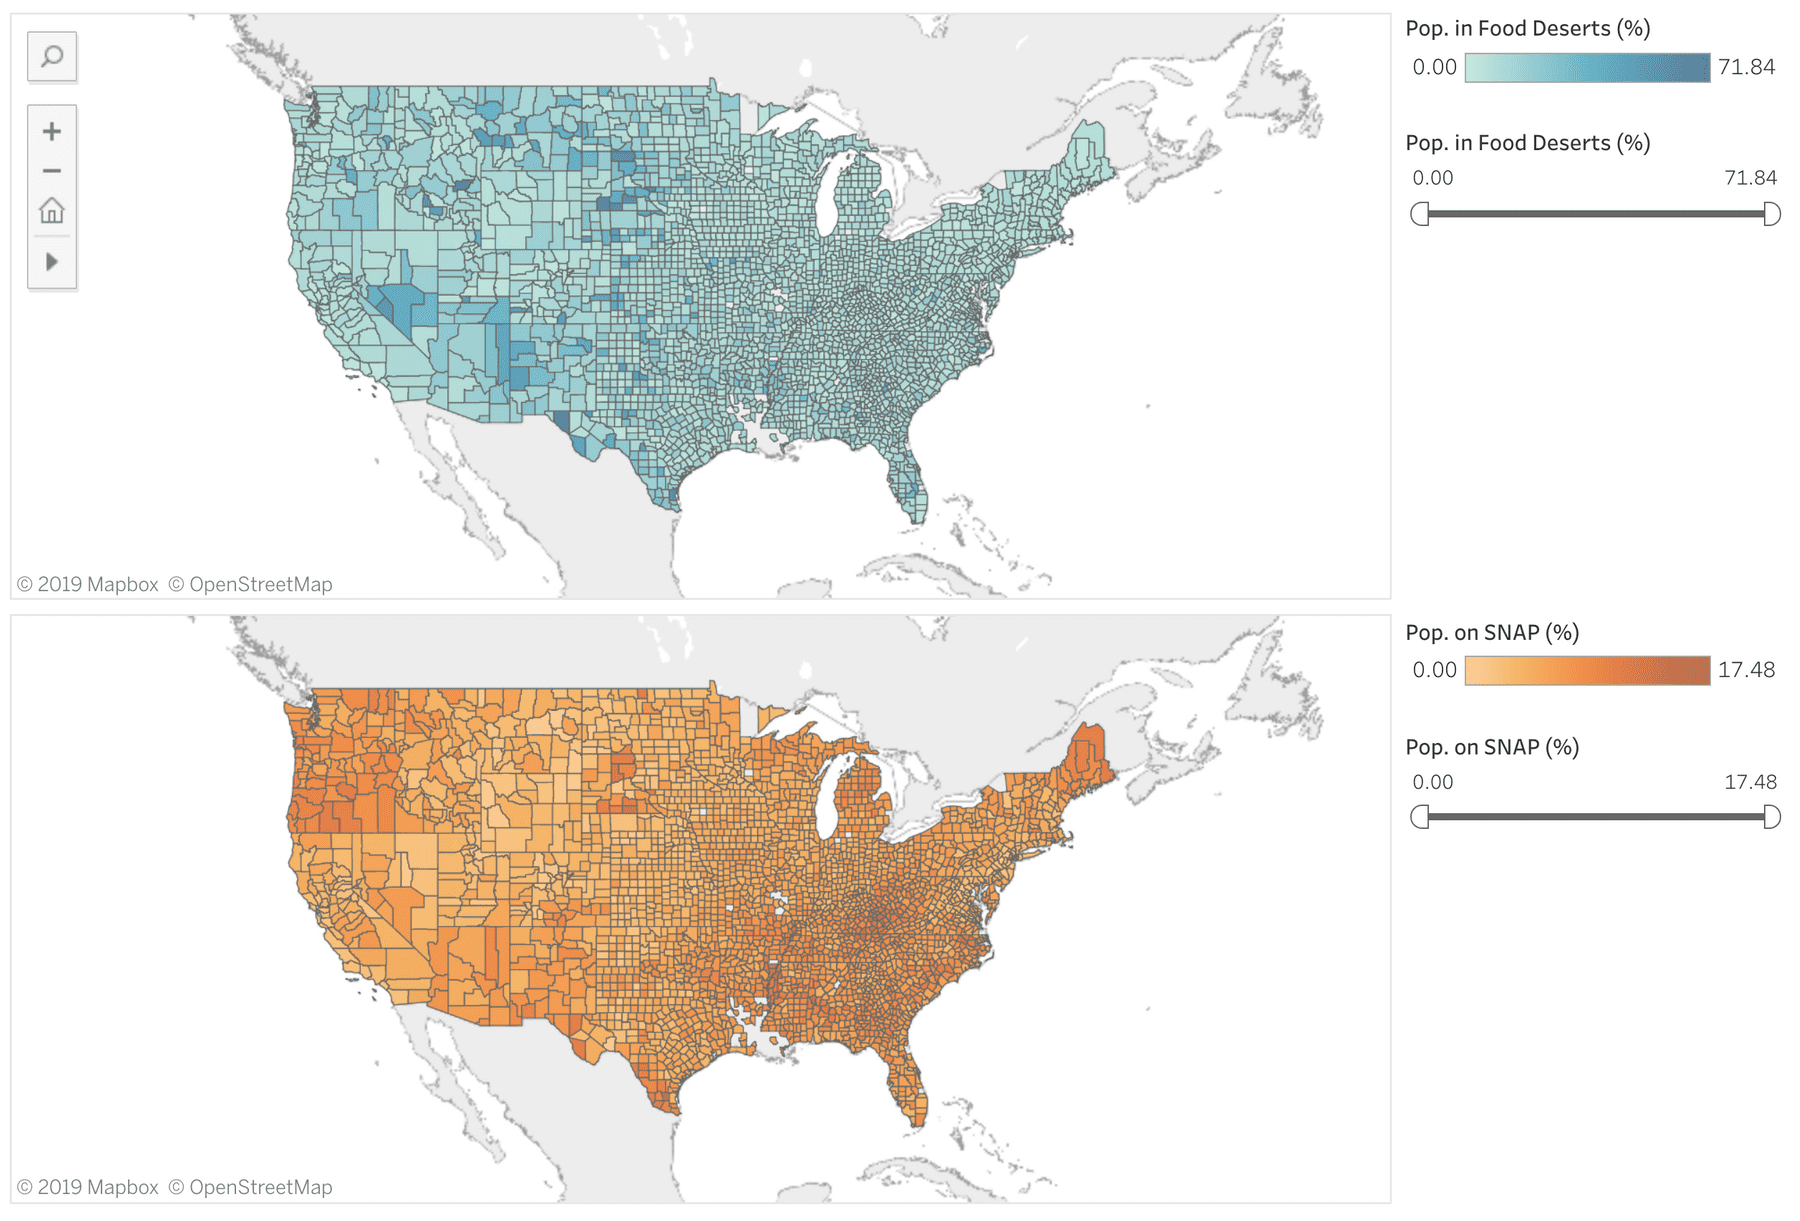 Pop. in Food Deserts (%)
0.00 71.84
Pop. in Food Deserts (%)
0.00 71.84
© 2019 Mapbox © OpenStreetMap
Pop. on SNAP (%)
0.00 17.48
Pop. on SNAP (%)
0.00 17.48
© 2019 Mapbox © OpenStreetMap